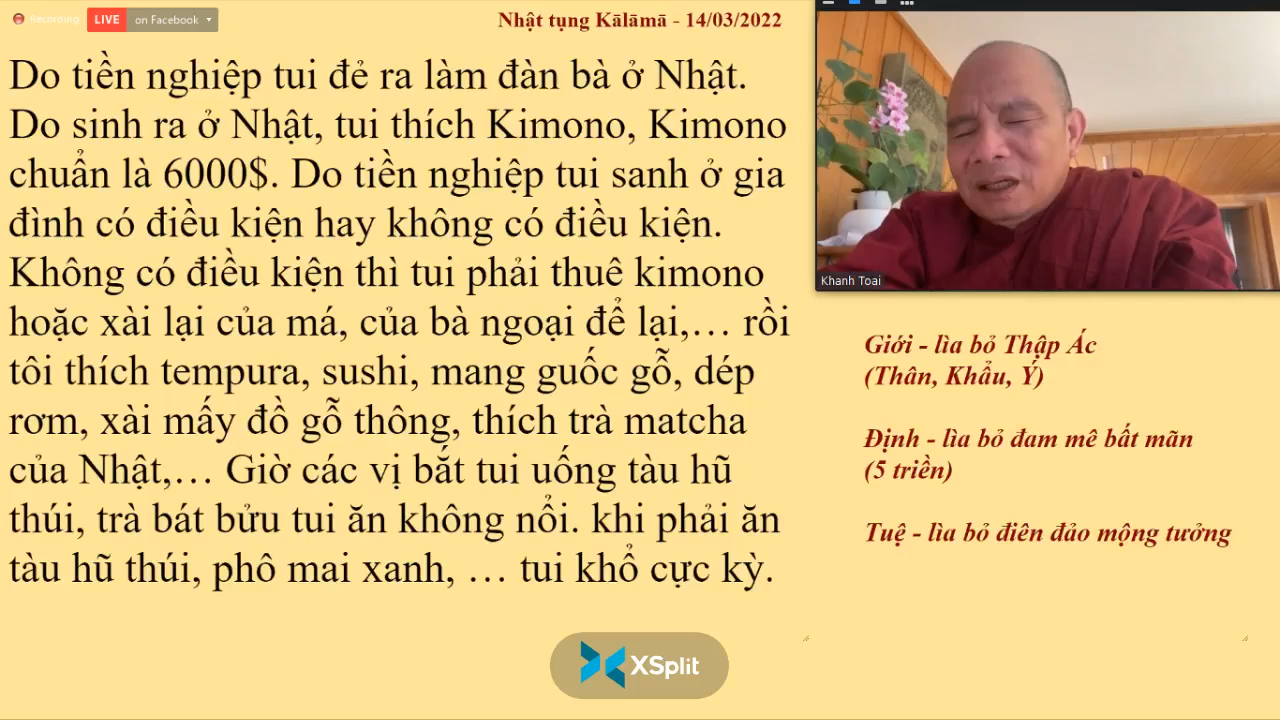 Recording
LIVE on Facebook
Nhật tụng Kālāmā - 14/03/2022
Do tiền nghiệp tui đẻ ra làm đàn bà ở Nhật.
Do sinh ra ở Nhật, tui thích Kimono, Kimono
chuẩn là 6000$. Do tiền nghiệp tui sanh ở gia
đình có điều kiện hay không có điều kiện.
Không có điều kiện thì tui phải thuê kimono
hoặc xài lại của má, của bà ngoại để lại,... rồi
tôi thích tempura, sushi, mang guốc gỗ, dép
rơm, xài mấy đồ gỗ thông, thích trà matcha
của Nhật,... Giờ các vị bắt tui uống tàu hũ
thúi, trà bát bửu tui ăn không nổi. khi phải ăn
tàu hũ thúi, phô mai xanh, ... tui khổ cực kỳ.
Khanh Toai
Giới - lìa bỏ Thập Ác
(Thân, Khẩu, Ý)
Định - lìa bỏ đam mê bất mãn
(5 triền)
Tuệ - lìa bỏ điên đảo mộng tưởng
XSplit